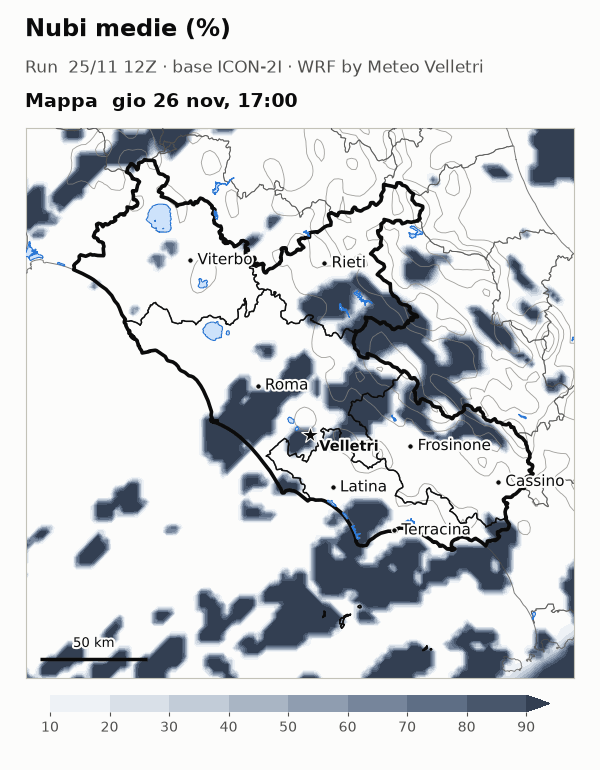 Nubi medie (%)
Run  25/11 12Z · base ICON-2I · WRF by Meteo Velletri
Mappa  gio 26 nov, 17:00
Viterbo
Rieti
Roma
Velletri
Frosinone
Latina
Cassino
Terracina
50 km
10 20 30 40 50 60 70 80 90